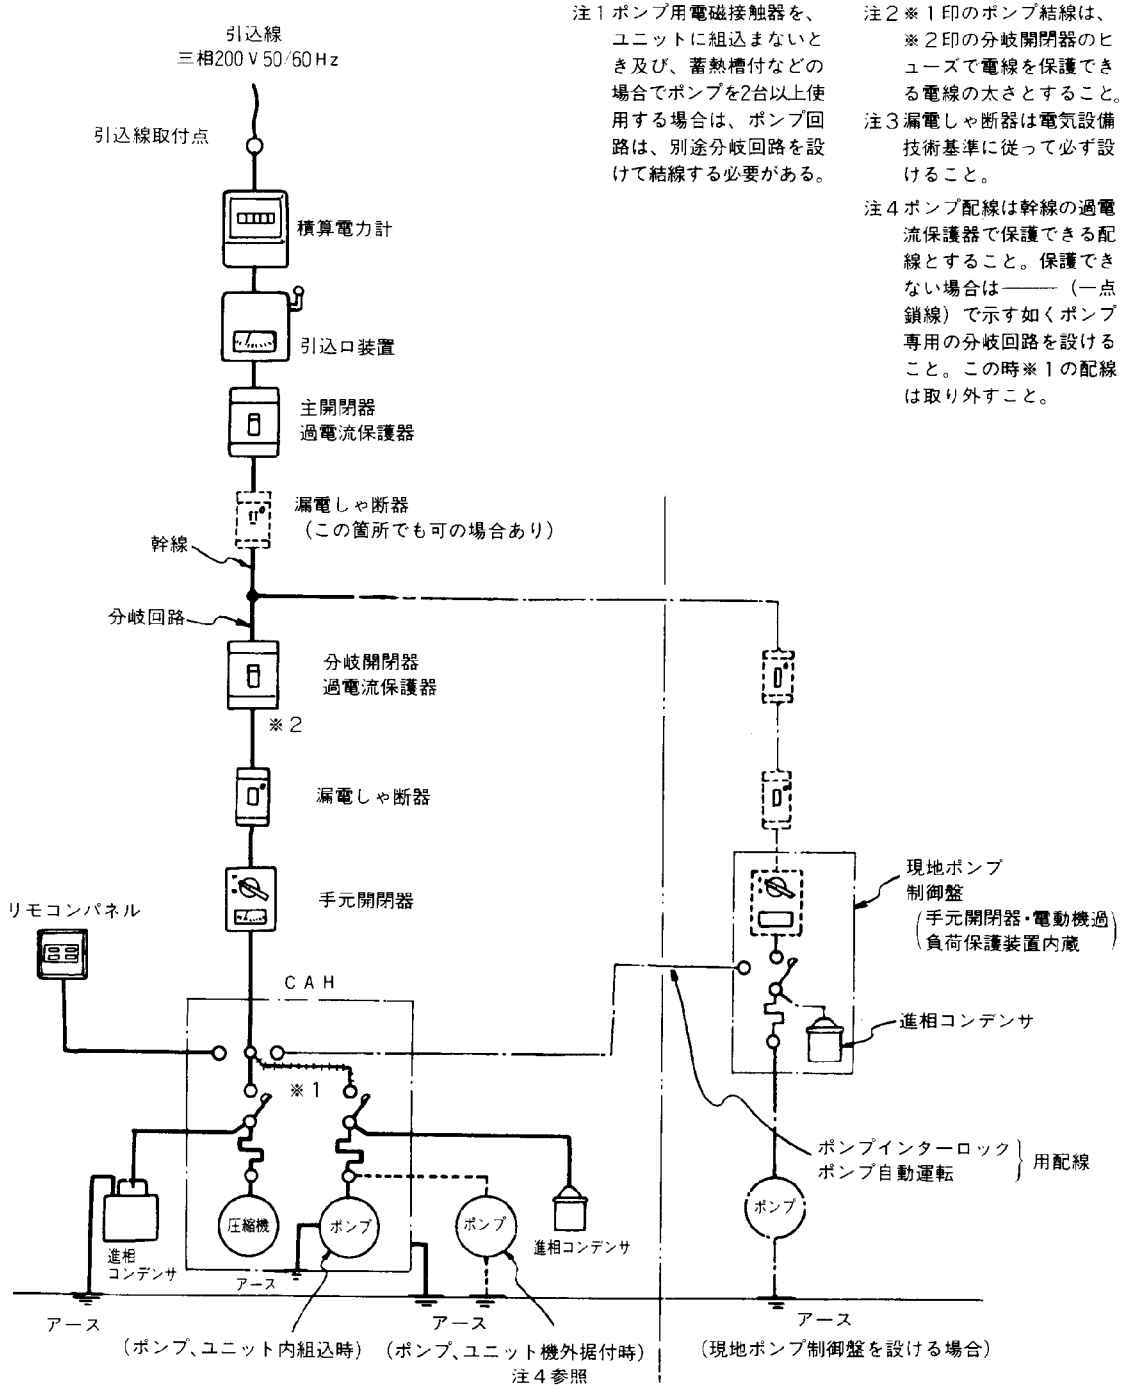 注1 ポンプ用電磁接触器を、
ユニットに組込まないと
き及び、蓄熱槽付などの
場合でポンプを2台以上使
用する場合は、ポンプ回
路は、別途分岐回路を設
けて結線する必要がある。
注2 ※1印のポンプ結線は、
※2印の分岐開閉器のヒ
ューズで電線を保護でき
る電線の太さとすること。
注3 漏電しゃ断器は電気設備
技術基準に従って必ず設
けること。
注4 ポンプ配線は幹線の過電
流保護器で保護できる配
線とすること。保護でき
ない場合は――― (一点
鎖線) で示す如くポンプ
専用の分岐回路を設ける
こと。この時※1の配線
は取り外すこと。
引込線
三相200V 50/60Hz
引込線取付点
積算電力計
引込口装置
主開閉器
過電流保護器
漏電しゃ断器
(この箇所でも可の場合あり)
幹線
分岐回路
分岐開閉器
過電流保護器
※2
漏電しゃ断器
手元開閉器
リモコンパネル
CAH
※1
現地ポンプ
制御盤
(手元開閉器・電動機過
負荷保護装置内蔵)
進相コンデンサ
ポンプインターロック
ポンプ自動運転
用配線
圧縮機
ポンプ
ポンプ
ポンプ
進相
コンデンサ
進相コンデンサ
アース
アース
アース
アース
(ポンプ、ユニット内組込時)
(ポンプ、ユニット機外据付時)
注4参照
(現地ポンプ制御盤を設ける場合)